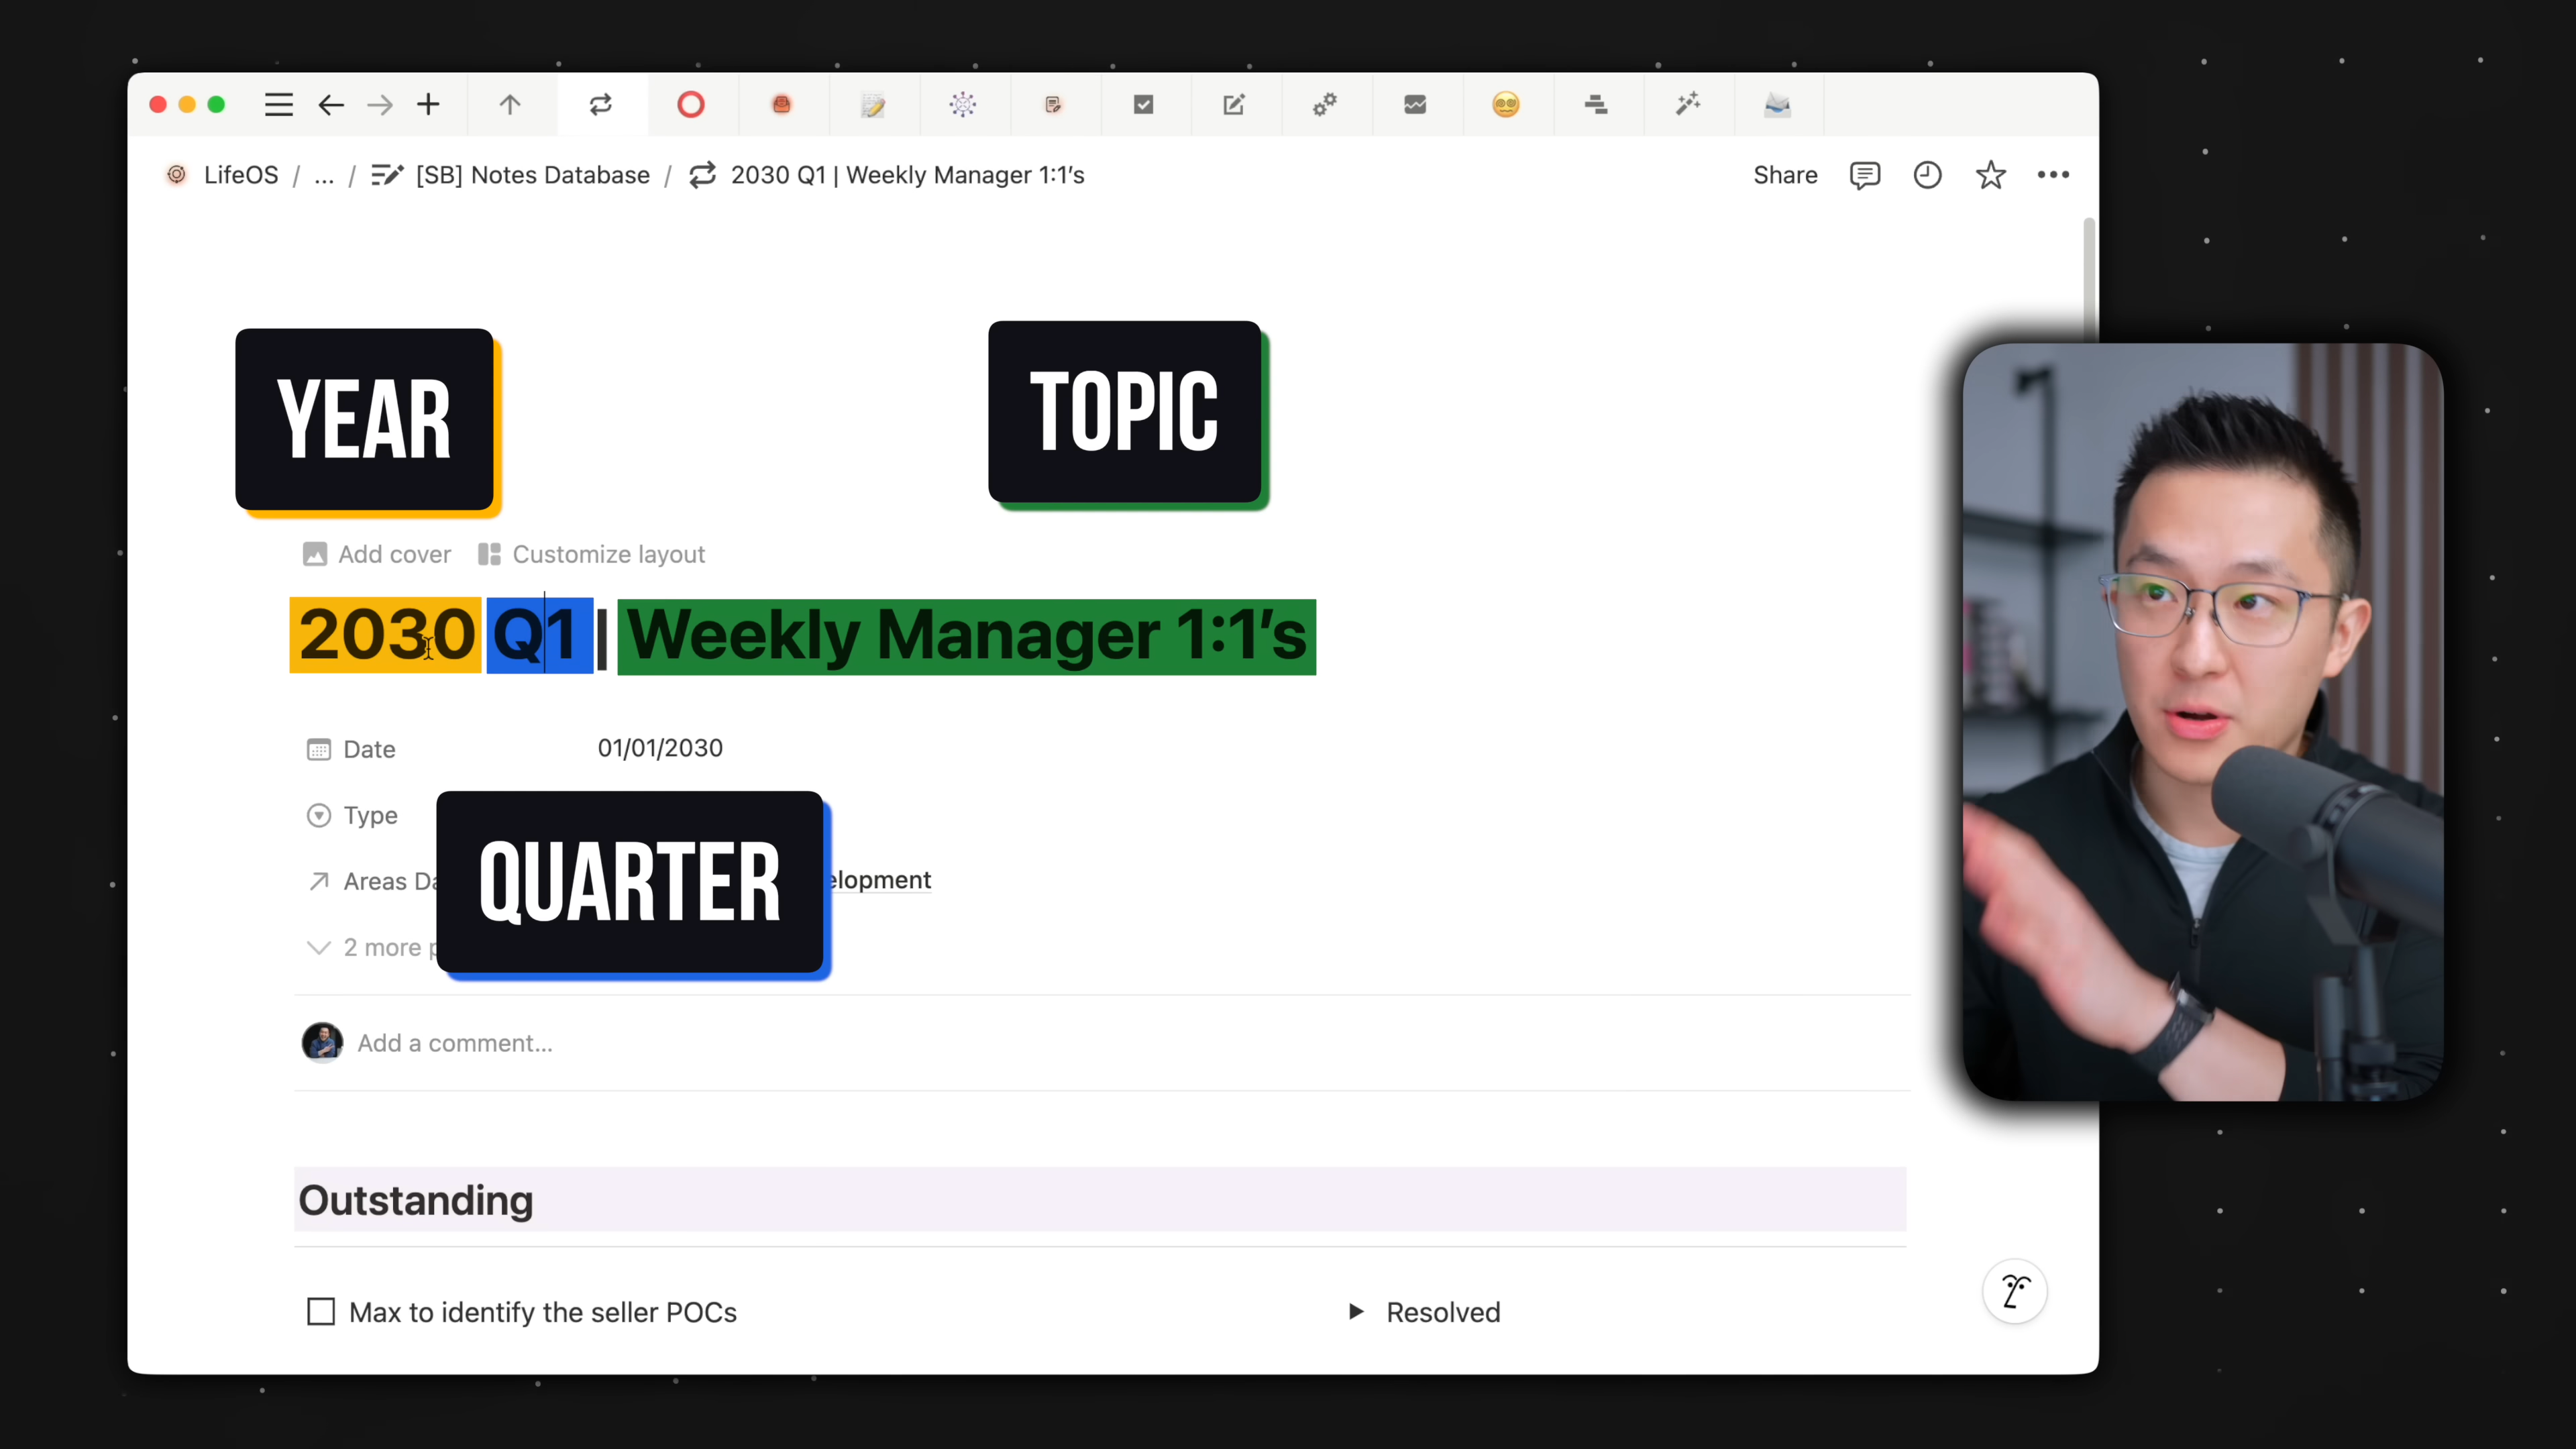 LifeOS / ... / [SB] Notes Database / 2030 Q1 | Weekly Manager 1:1's
Share
YEAR
TOPIC
Add cover Customize layout
2030 Q1 | Weekly Manager 1:1's
Date 01/01/2030
Type
QUARTER
Areas Da elopment
2 more p
Add a comment...
Outstanding
Max to identify the seller POCs
Resolved